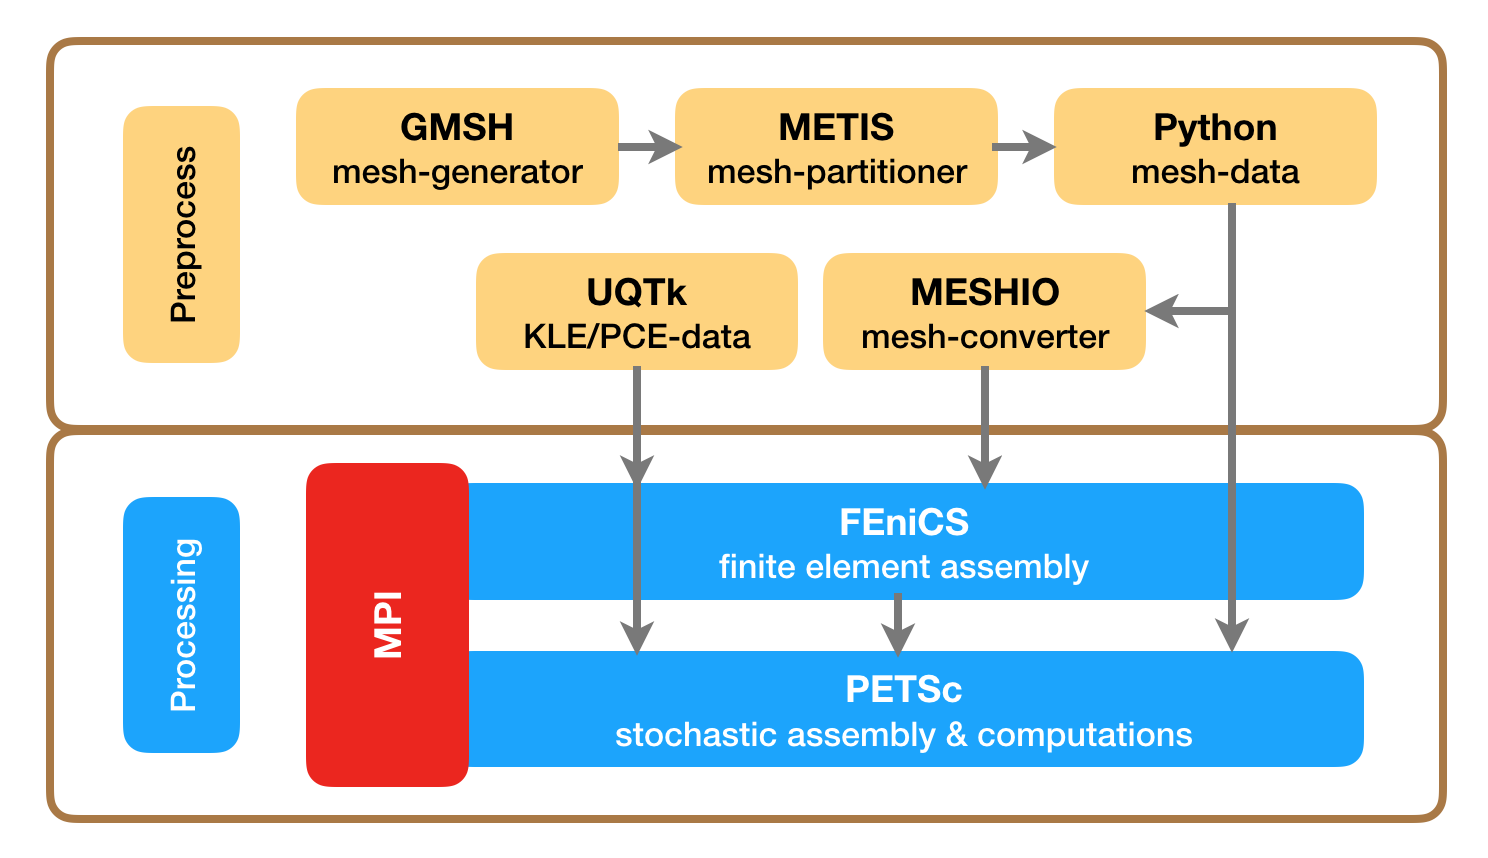 Preprocess
GMSH
mesh-generator
METIS
mesh-partitioner
Python
mesh-data
UQTk
KLE/PCE-data
MESHIO
mesh-converter
Processing
MPI
FEniCS
finite element assembly
PETSc
stochastic assembly & computations